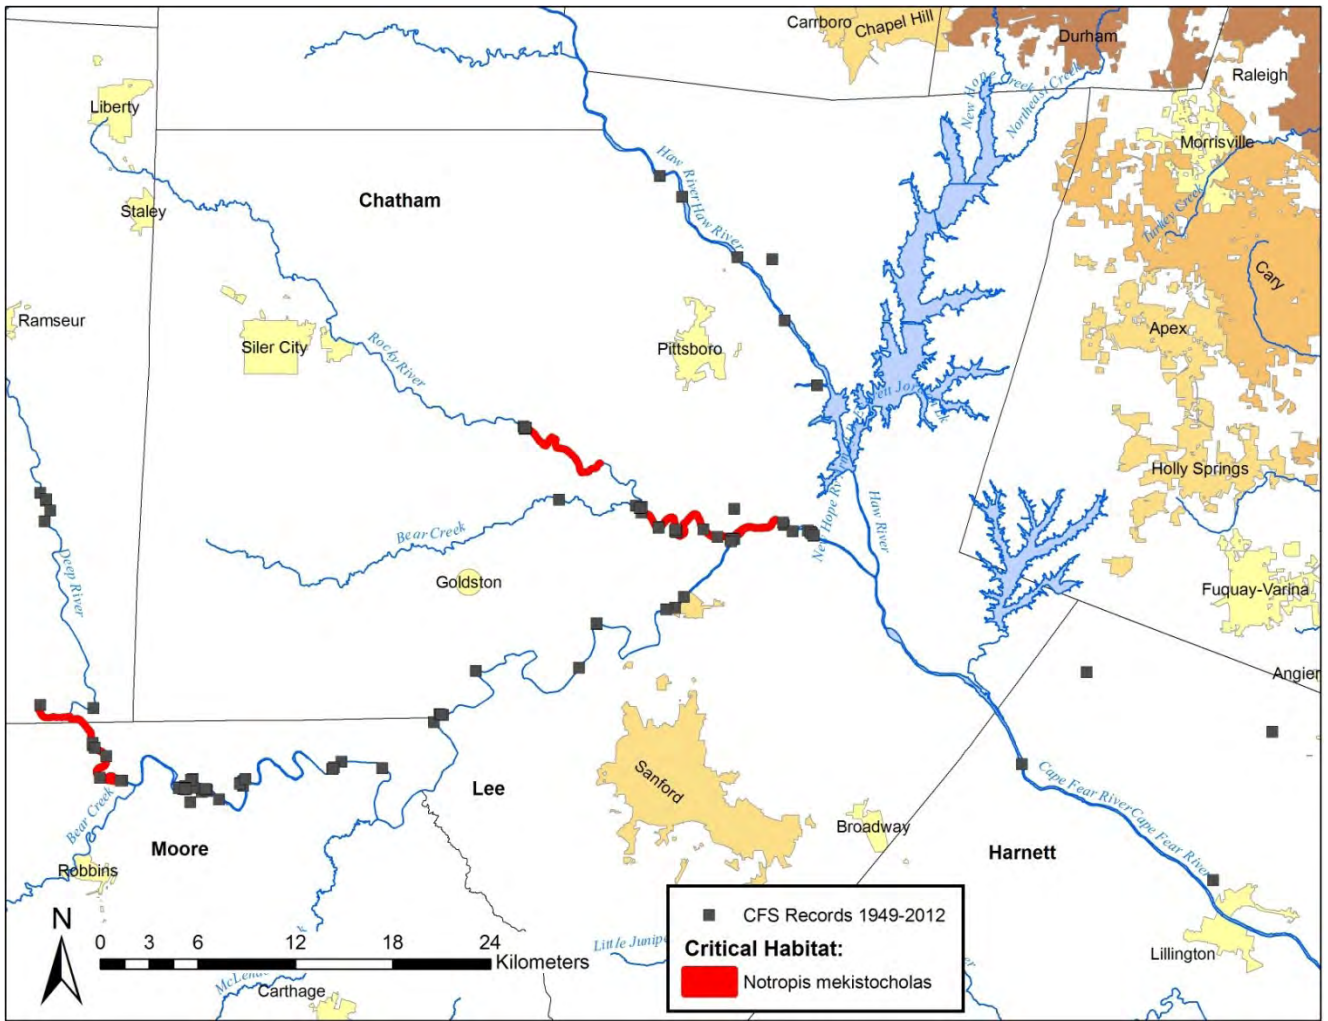 Carrboro
Chapel Hill
Durham
Raleigh
Liberty
New Hope Creek
Northeast Creek
Morrisville
Haw River
Haw River
Chatham
Staley
Turkey Creek
Cary
Ramseur
Siler City
Rocky River
Pittsboro
Apex
Holly Springs
Bear Creek
New Hope
Haw River
Deep River
Goldston
Fuquay-Varina
Angier
Lee
Sanford
Cape Fear River
Cape Fear River
Bear Creek
Moore
Broadway
Harnett
Robbins
N
0 3 6 12 18 24
Kilometers
CFS Records 1949-2012
Critical Habitat:
Notropis mekistocholas
Little
Lillington
Carthage